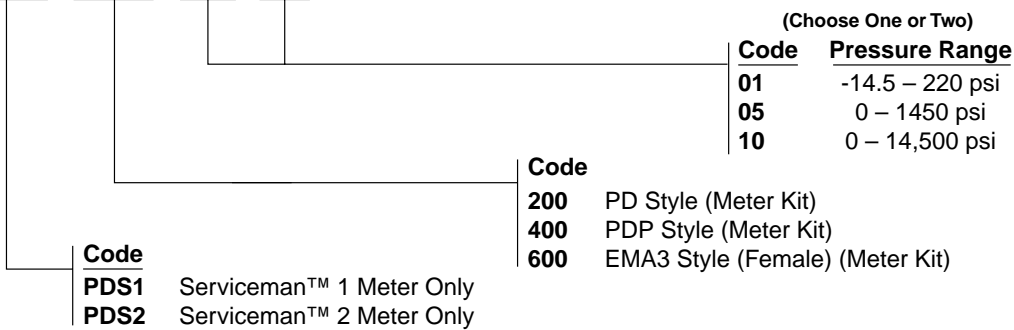 (Choose One or Two)
Code Pressure Range
01 -14.5 – 220 psi
05 0 – 1450 psi
10 0 – 14,500 psi
Code
200 PD Style (Meter Kit)
400 PDP Style (Meter Kit)
600 EMA3 Style (Female) (Meter Kit)
Code
PDS1 Serviceman™ 1 Meter Only
PDS2 Serviceman™ 2 Meter Only